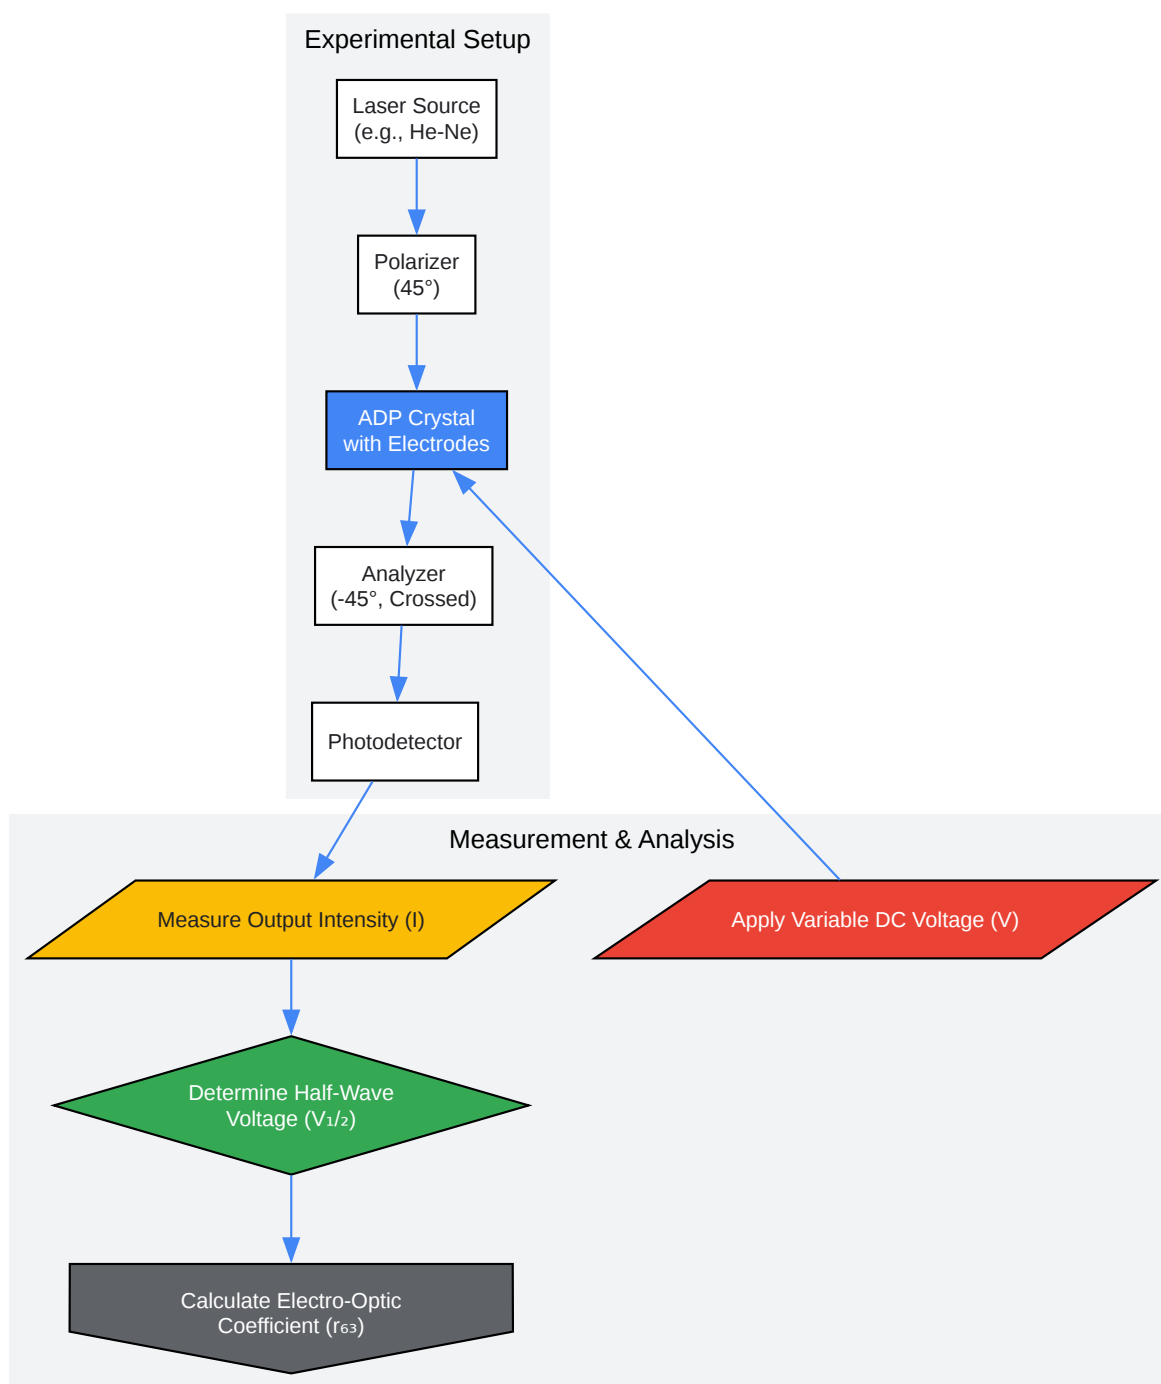 Experimental Setup
Laser Source
(e.g., He-Ne)
Polarizer
(45°)
ADP Crystal
with Electrodes
Analyzer
(-45°, Crossed)
Photodetector
Measurement & Analysis
Measure Output Intensity (I)
Apply Variable DC Voltage (V)
Determine Half-Wave
Voltage (V₁/₂)
Calculate Electro-Optic
Coefficient (r₆₃)